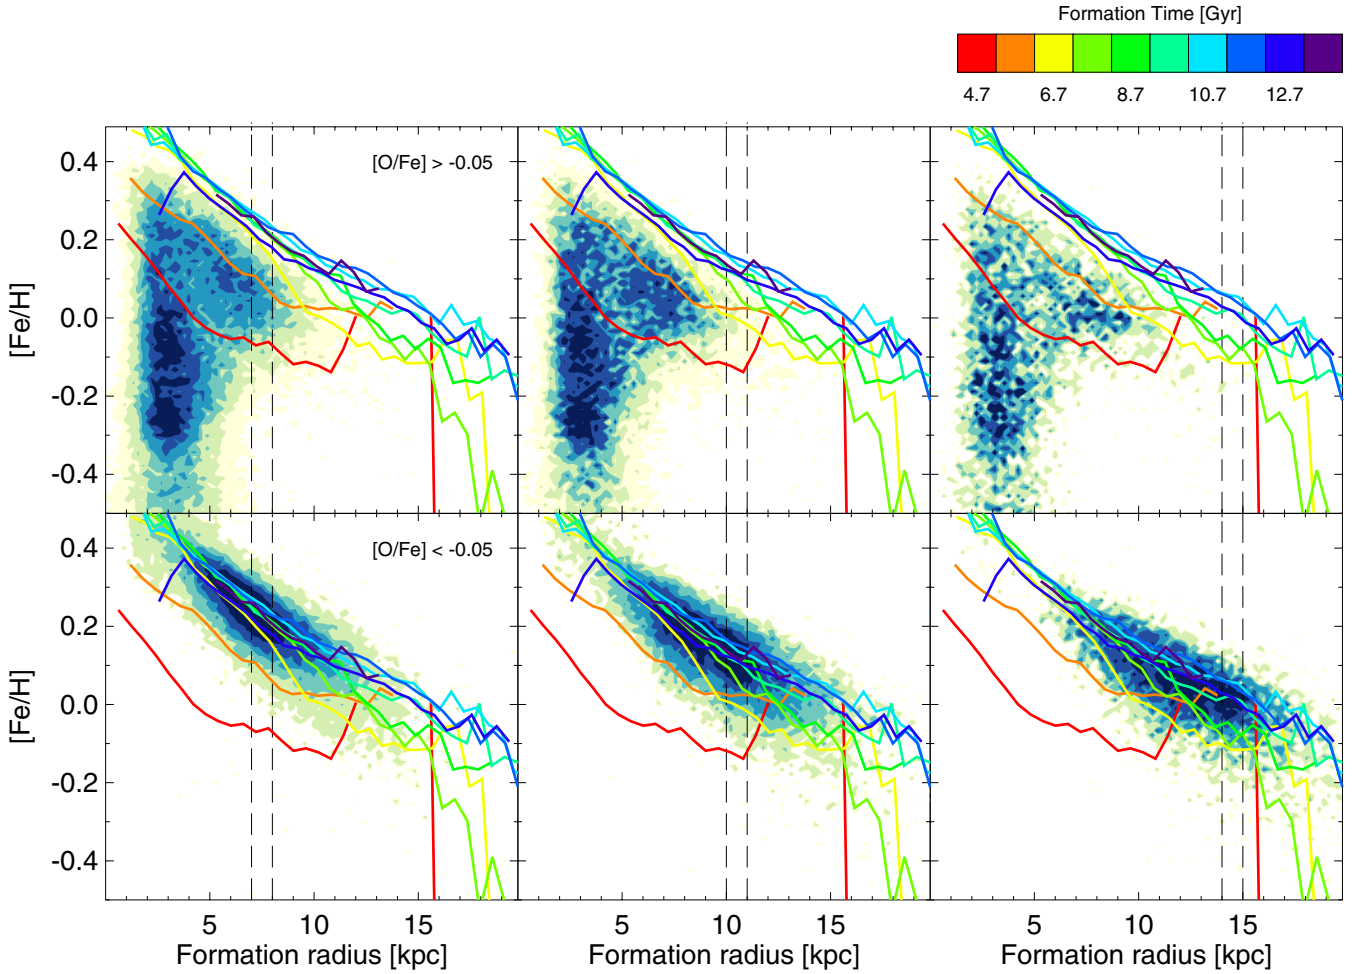 Formation Time [Gyr]
4.7 6.7 8.7 10.7 12.7
[O/Fe] > -0.05
0.4
0.2
0.0
-0.2
-0.4
[Fe/H]
[O/Fe] < -0.05
0.4
0.2
0.0
-0.2
-0.4
[Fe/H]
5 10 15 5 10 15 5 10 15
Formation radius [kpc] Formation radius [kpc] Formation radius [kpc]